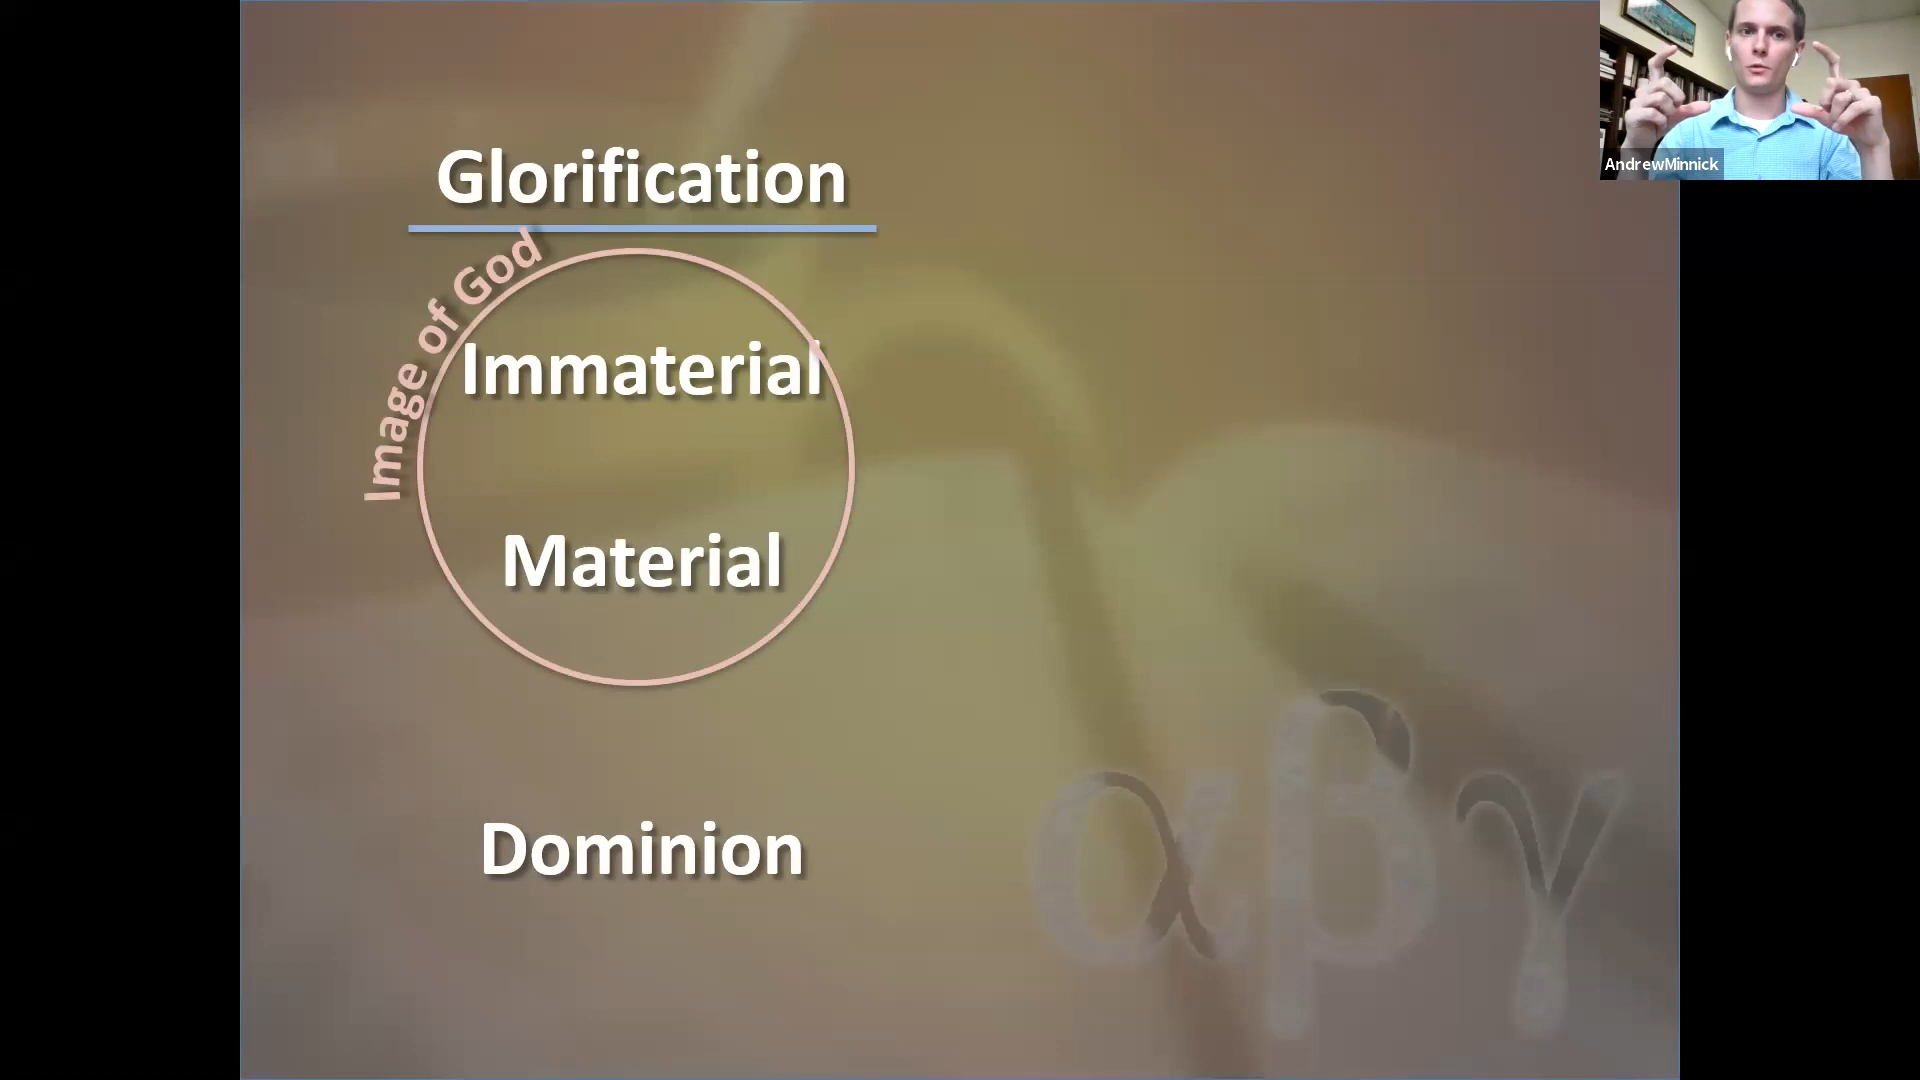 Glorification
Image of God
Immaterial
Material
Dominion
αβγ
AndrewMinnick